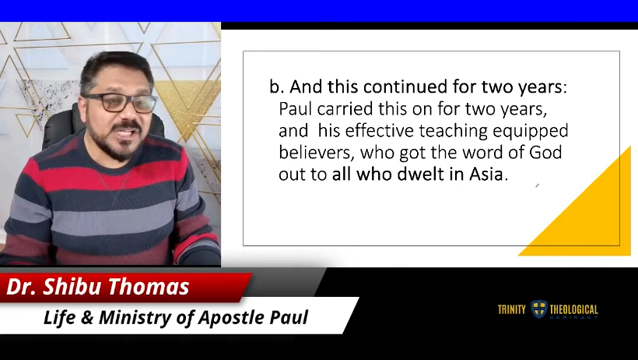 b. And this continued for two years:
Paul carried this on for two years,
and his effective teaching equipped
believers, who got the word of God
out to all who dwelt in Asia.
Dr. Shibu Thomas
Life & Ministry of Apostle Paul
TRINITY THEOLOGICAL
SEMINARY